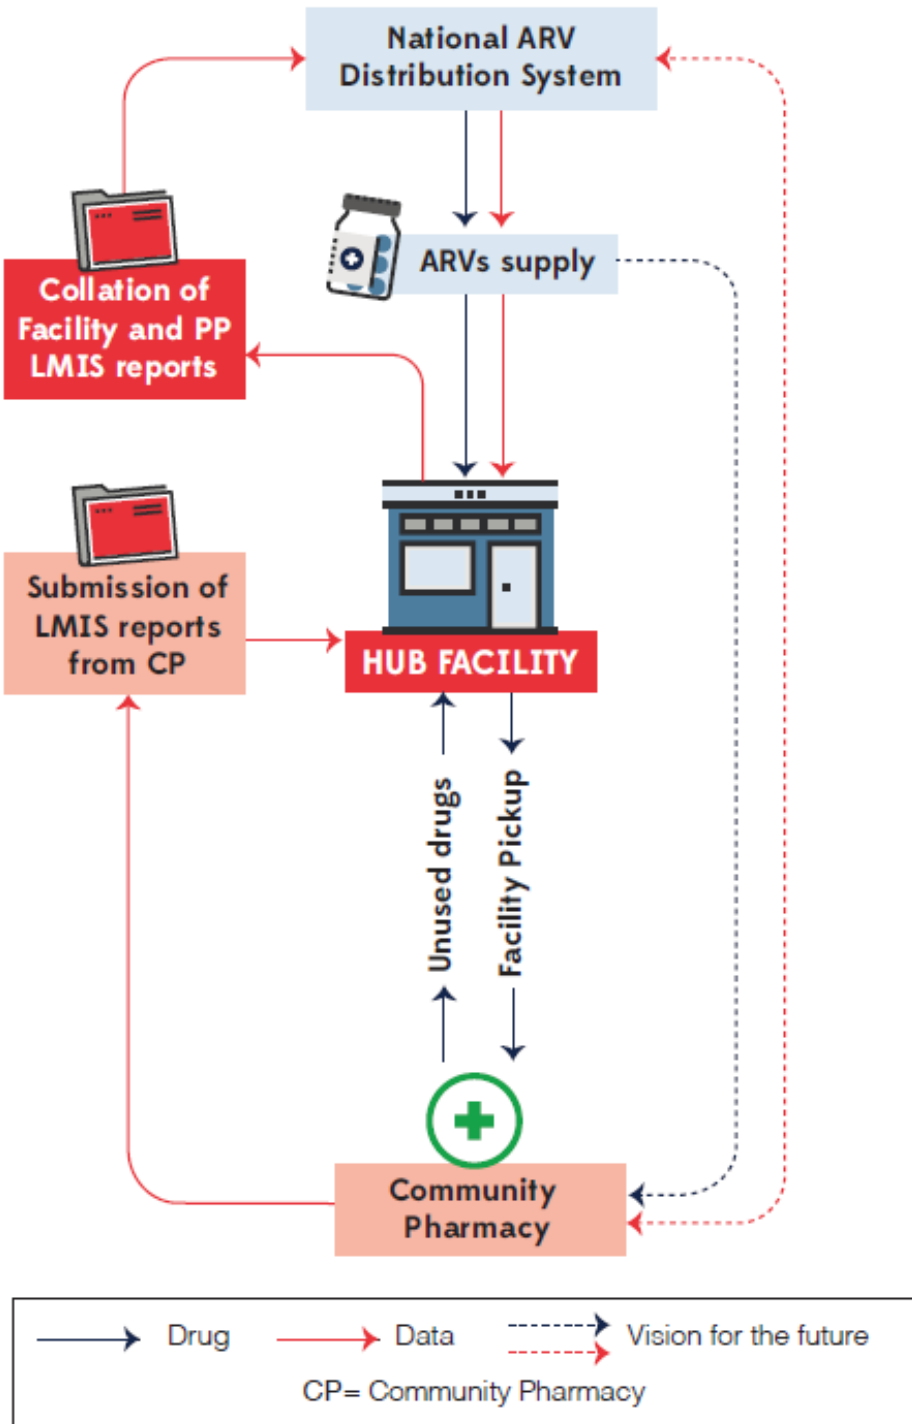 National ARV
Distribution System
ARVs supply
Collation of
Facility and PP
LMIS reports
Submission of
LMIS reports
from CP
HUB FACILITY
Unused drugs
Facility Pickup
Community
Pharmacy
Drug
Data
Vision for the future
CP= Community Pharmacy